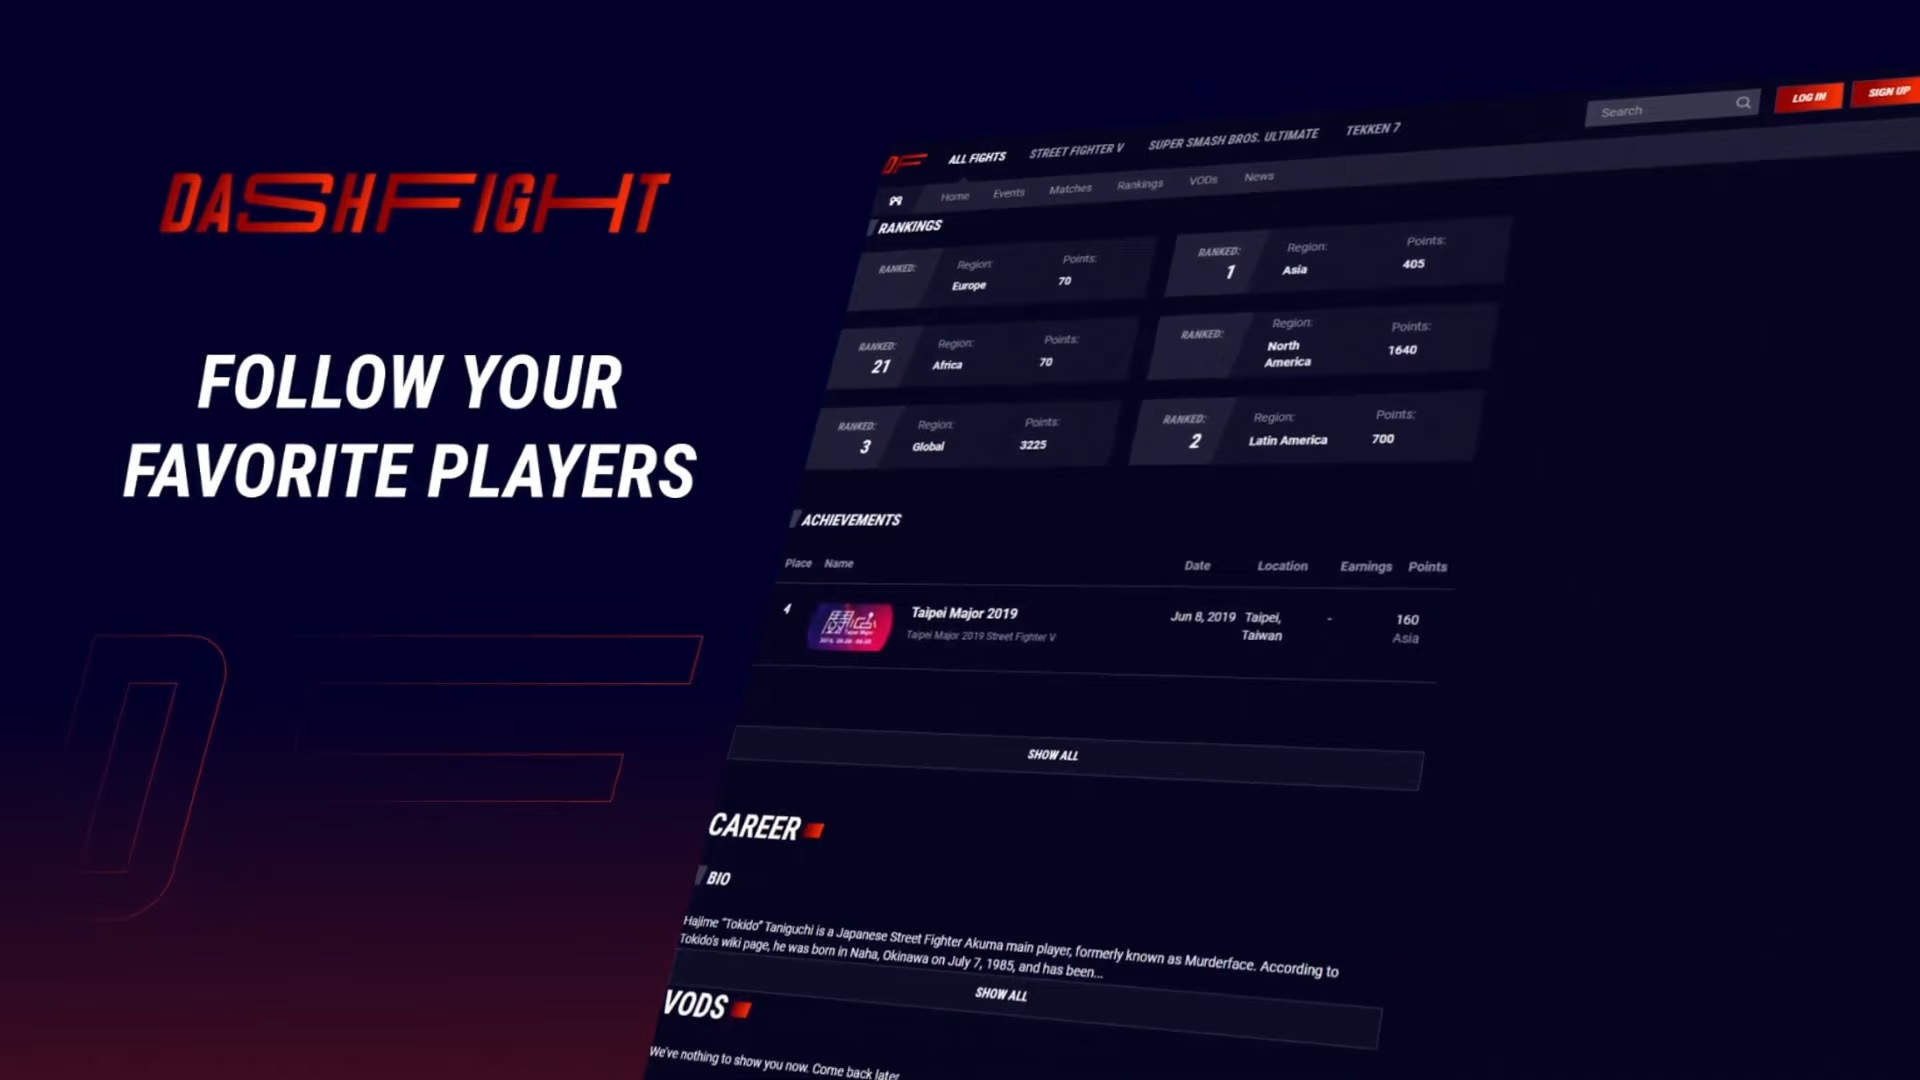 DASHFIGHT
FOLLOW YOUR
FAVORITE PLAYERS
DF
ALL FIGHTS STREET FIGHTER V SUPER SMASH BROS. ULTIMATE TEKKEN 7 Search LOG IN SIGN UP
Home Events Matches Rankings VODs News
RANKINGS
RANKED: Region: Europe Points: 70
RANKED: 1 Region: Asia Points: 405
RANKED: 21 Region: Africa Points: 70
RANKED: Region: North America Points: 1640
RANKED: 3 Region: Global Points: 3225
RANKED: 2 Region: Latin America Points: 700
ACHIEVEMENTS
Place Name Date Location Earnings Points
4 Taipei Major 2019 Jun 8, 2019 Taipei, - 160
Taipei Major 2019 Street Fighter V Taiwan Asia
SHOW ALL
CAREER
BIO
Hajime "Tokido" Taniguchi is a Japanese Street Fighter Akuma main player, formerly known as Murderface. According to
Tokido's wiki page, he was born in Naha, Okinawa on July 7, 1985, and has been...
SHOW ALL
VODS
We've nothing to show you now. Come back later